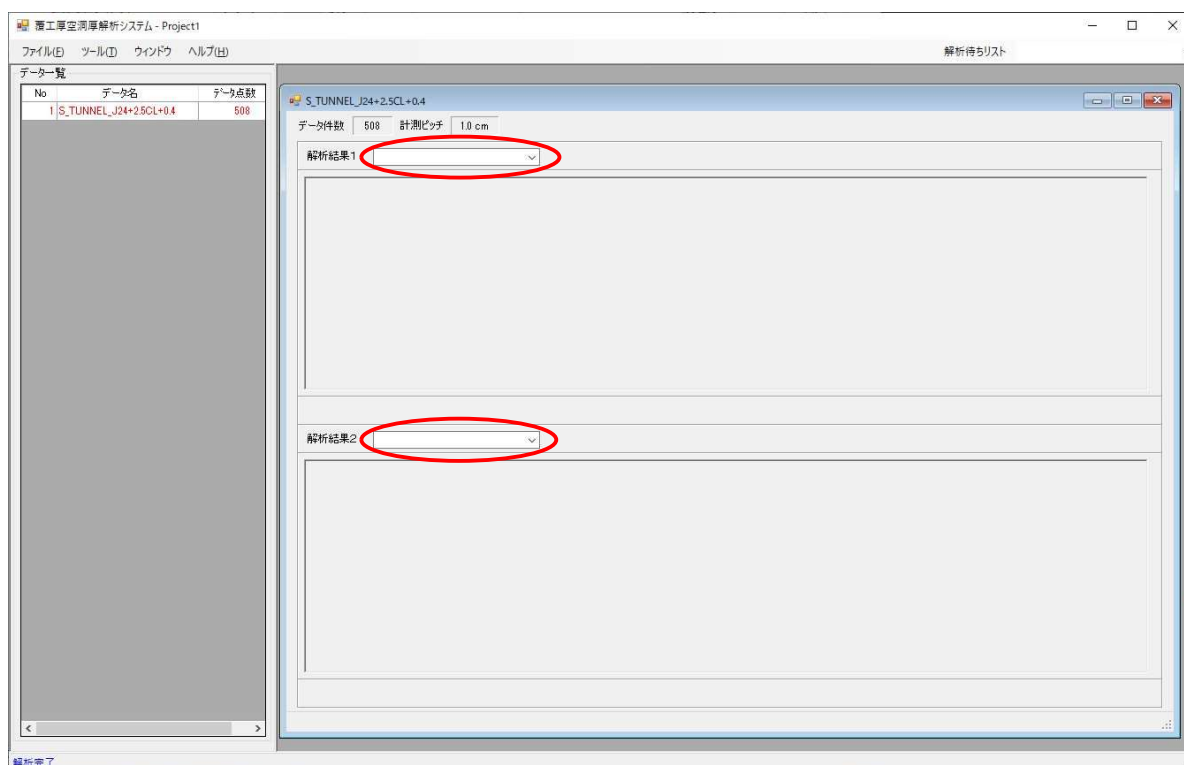 覆工厚空洞厚解析システム - Project1
ファイル(F) ツール(T) ウインドウ ヘルプ(H) 解析待ちリスト
データ一覧
No データ名 データ点数
1 S_TUNNEL_J24+2.5CL+0.4 508
S_TUNNEL_J24+2.5CL+0.4
データ件数 508 計測ピッチ 1.0 cm
解析結果1
解析結果2
解析完了